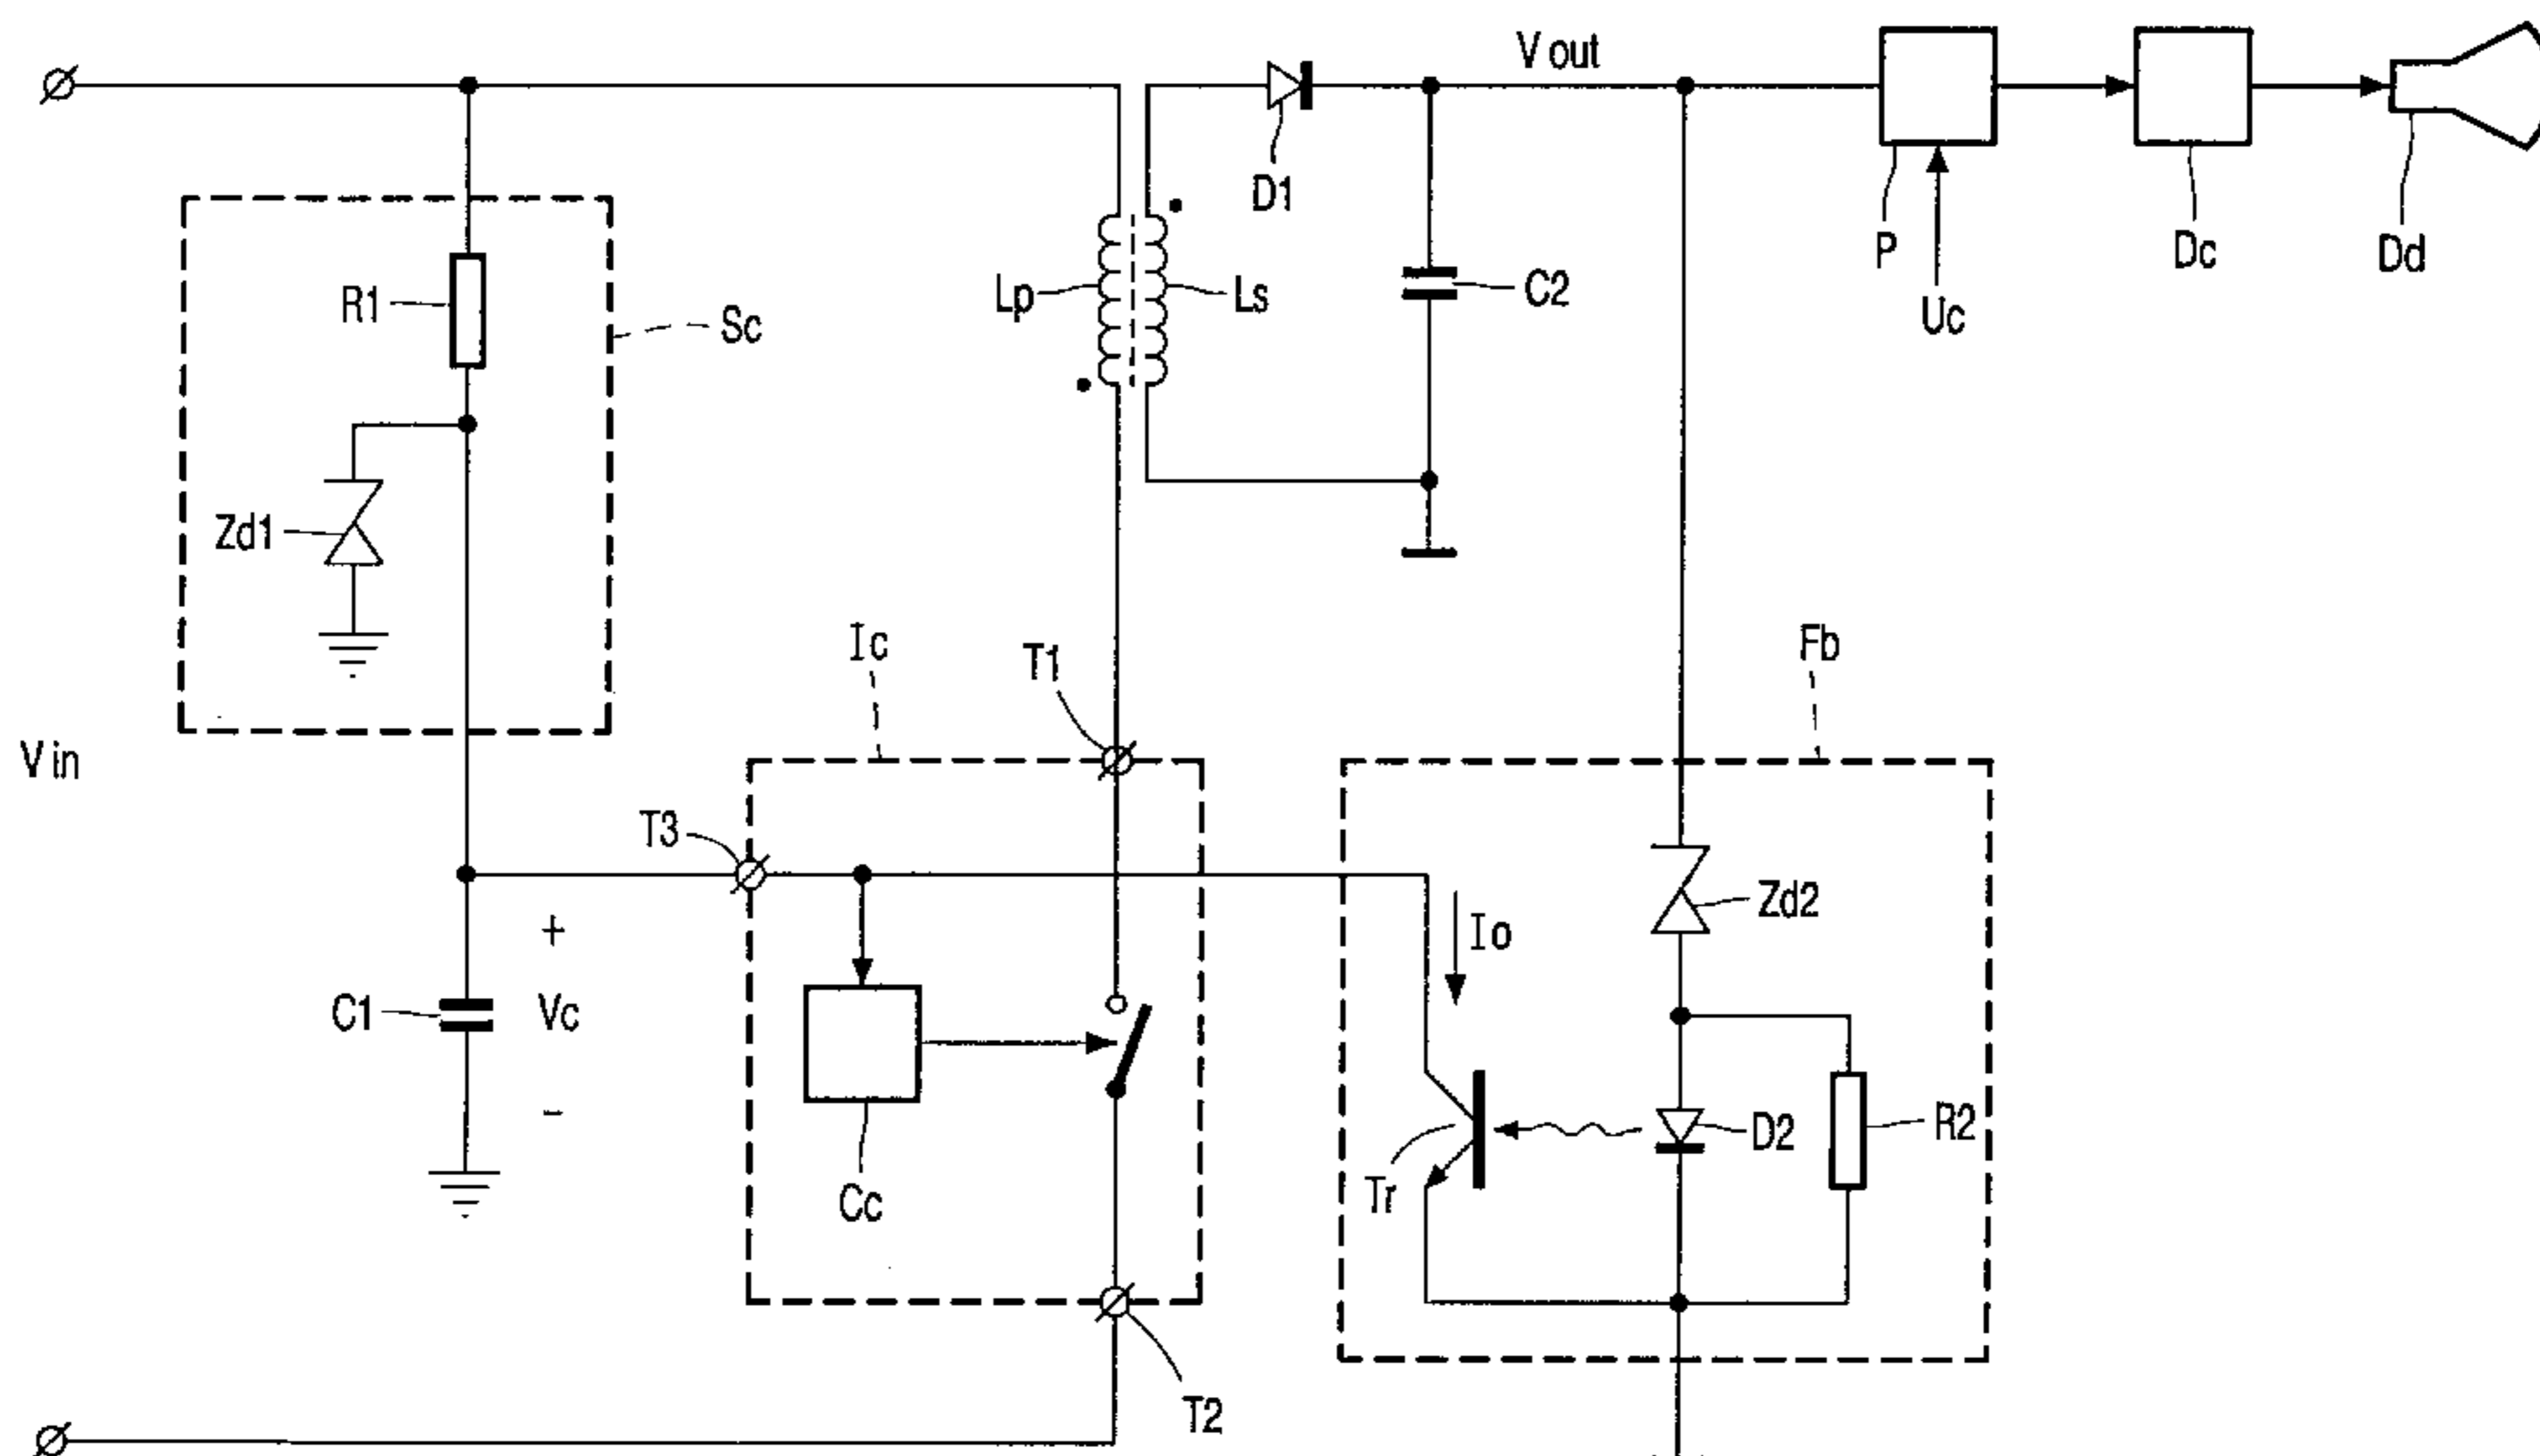 V out
D1
P
Uc
Dc
Dd
R1
Sc
Lp
Ls
C2
Zd1
Ic
T1
Fb
V in
T3
+
Vc
-
C1
Io
Zd2
Cc
Tr
D2
R2
T2